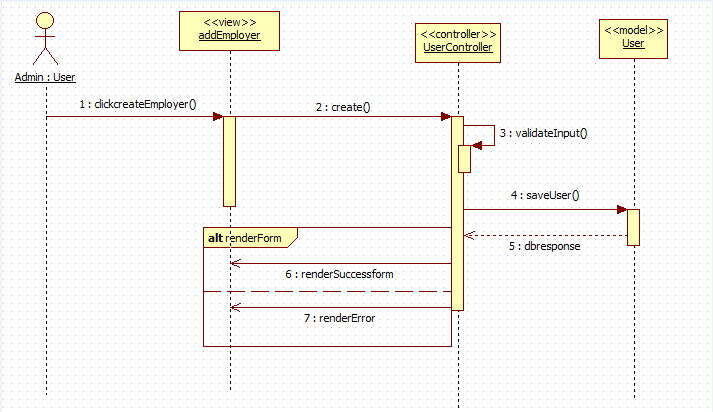 <<view>>
addEmployer
<<controller>>
UserController
<<model>>
User
Admin : User
1 : clickcreateEmployer()
2 : create()
3 : validateInput()
4 : saveUser()
5 : dbresponse
alt renderForm
6 : renderSuccessform
7 : renderError